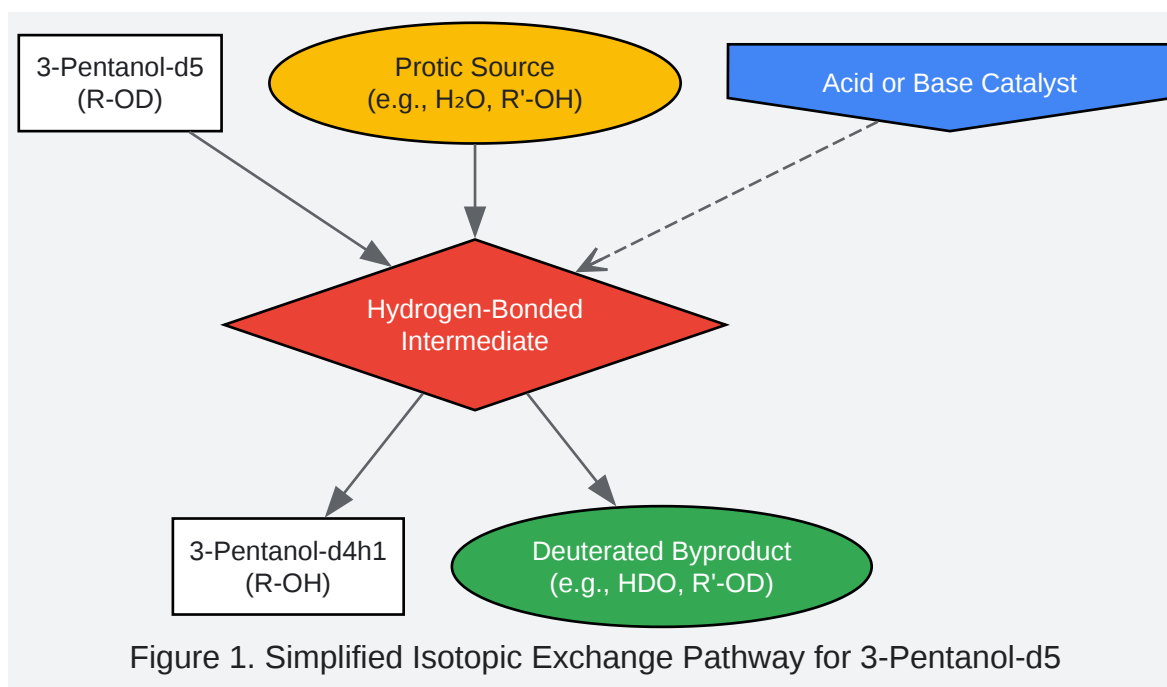 3-Pentanol-d5
(R-OD)
Protic Source
(e.g., H₂O, R'-OH)
Acid or Base Catalyst
Hydrogen-Bonded
Intermediate
3-Pentanol-d4h1
(R-OH)
Deuterated Byproduct
(e.g., HDO, R'-OD)
Figure 1. Simplified Isotopic Exchange Pathway for 3-Pentanol-d5